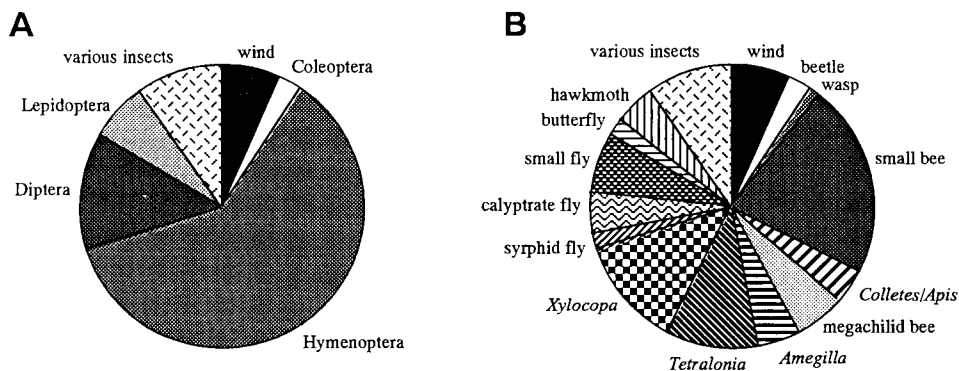 A
various insects
wind
Coleoptera
Lepidoptera
Diptera
Hymenoptera
B
various insects
wind
beetle
wasp
hawkmoth
butterfly
small fly
small bee
calyptrate fly
syrphid fly
Xylocopa
Colletes/Apis
megachilid bee
Amegilla
Tetralonia